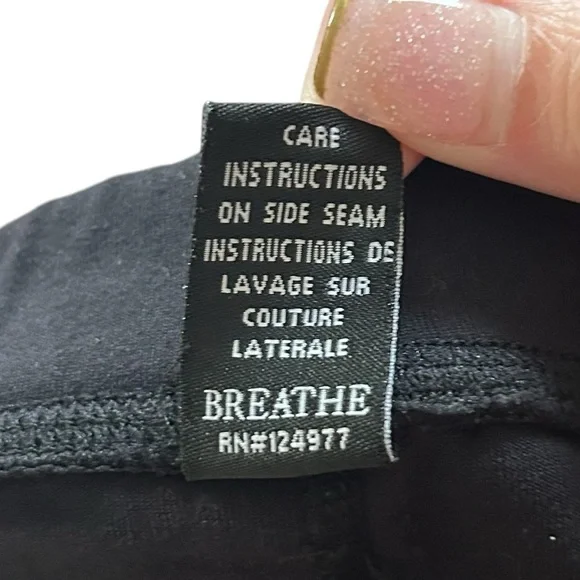 CARE
INSTRUCTIONS
ON SIDE SEAM
INSTRUCTIONS DE
LAVAGE SUR
COUTURE
LATERALE
BREATHE
RN#124977